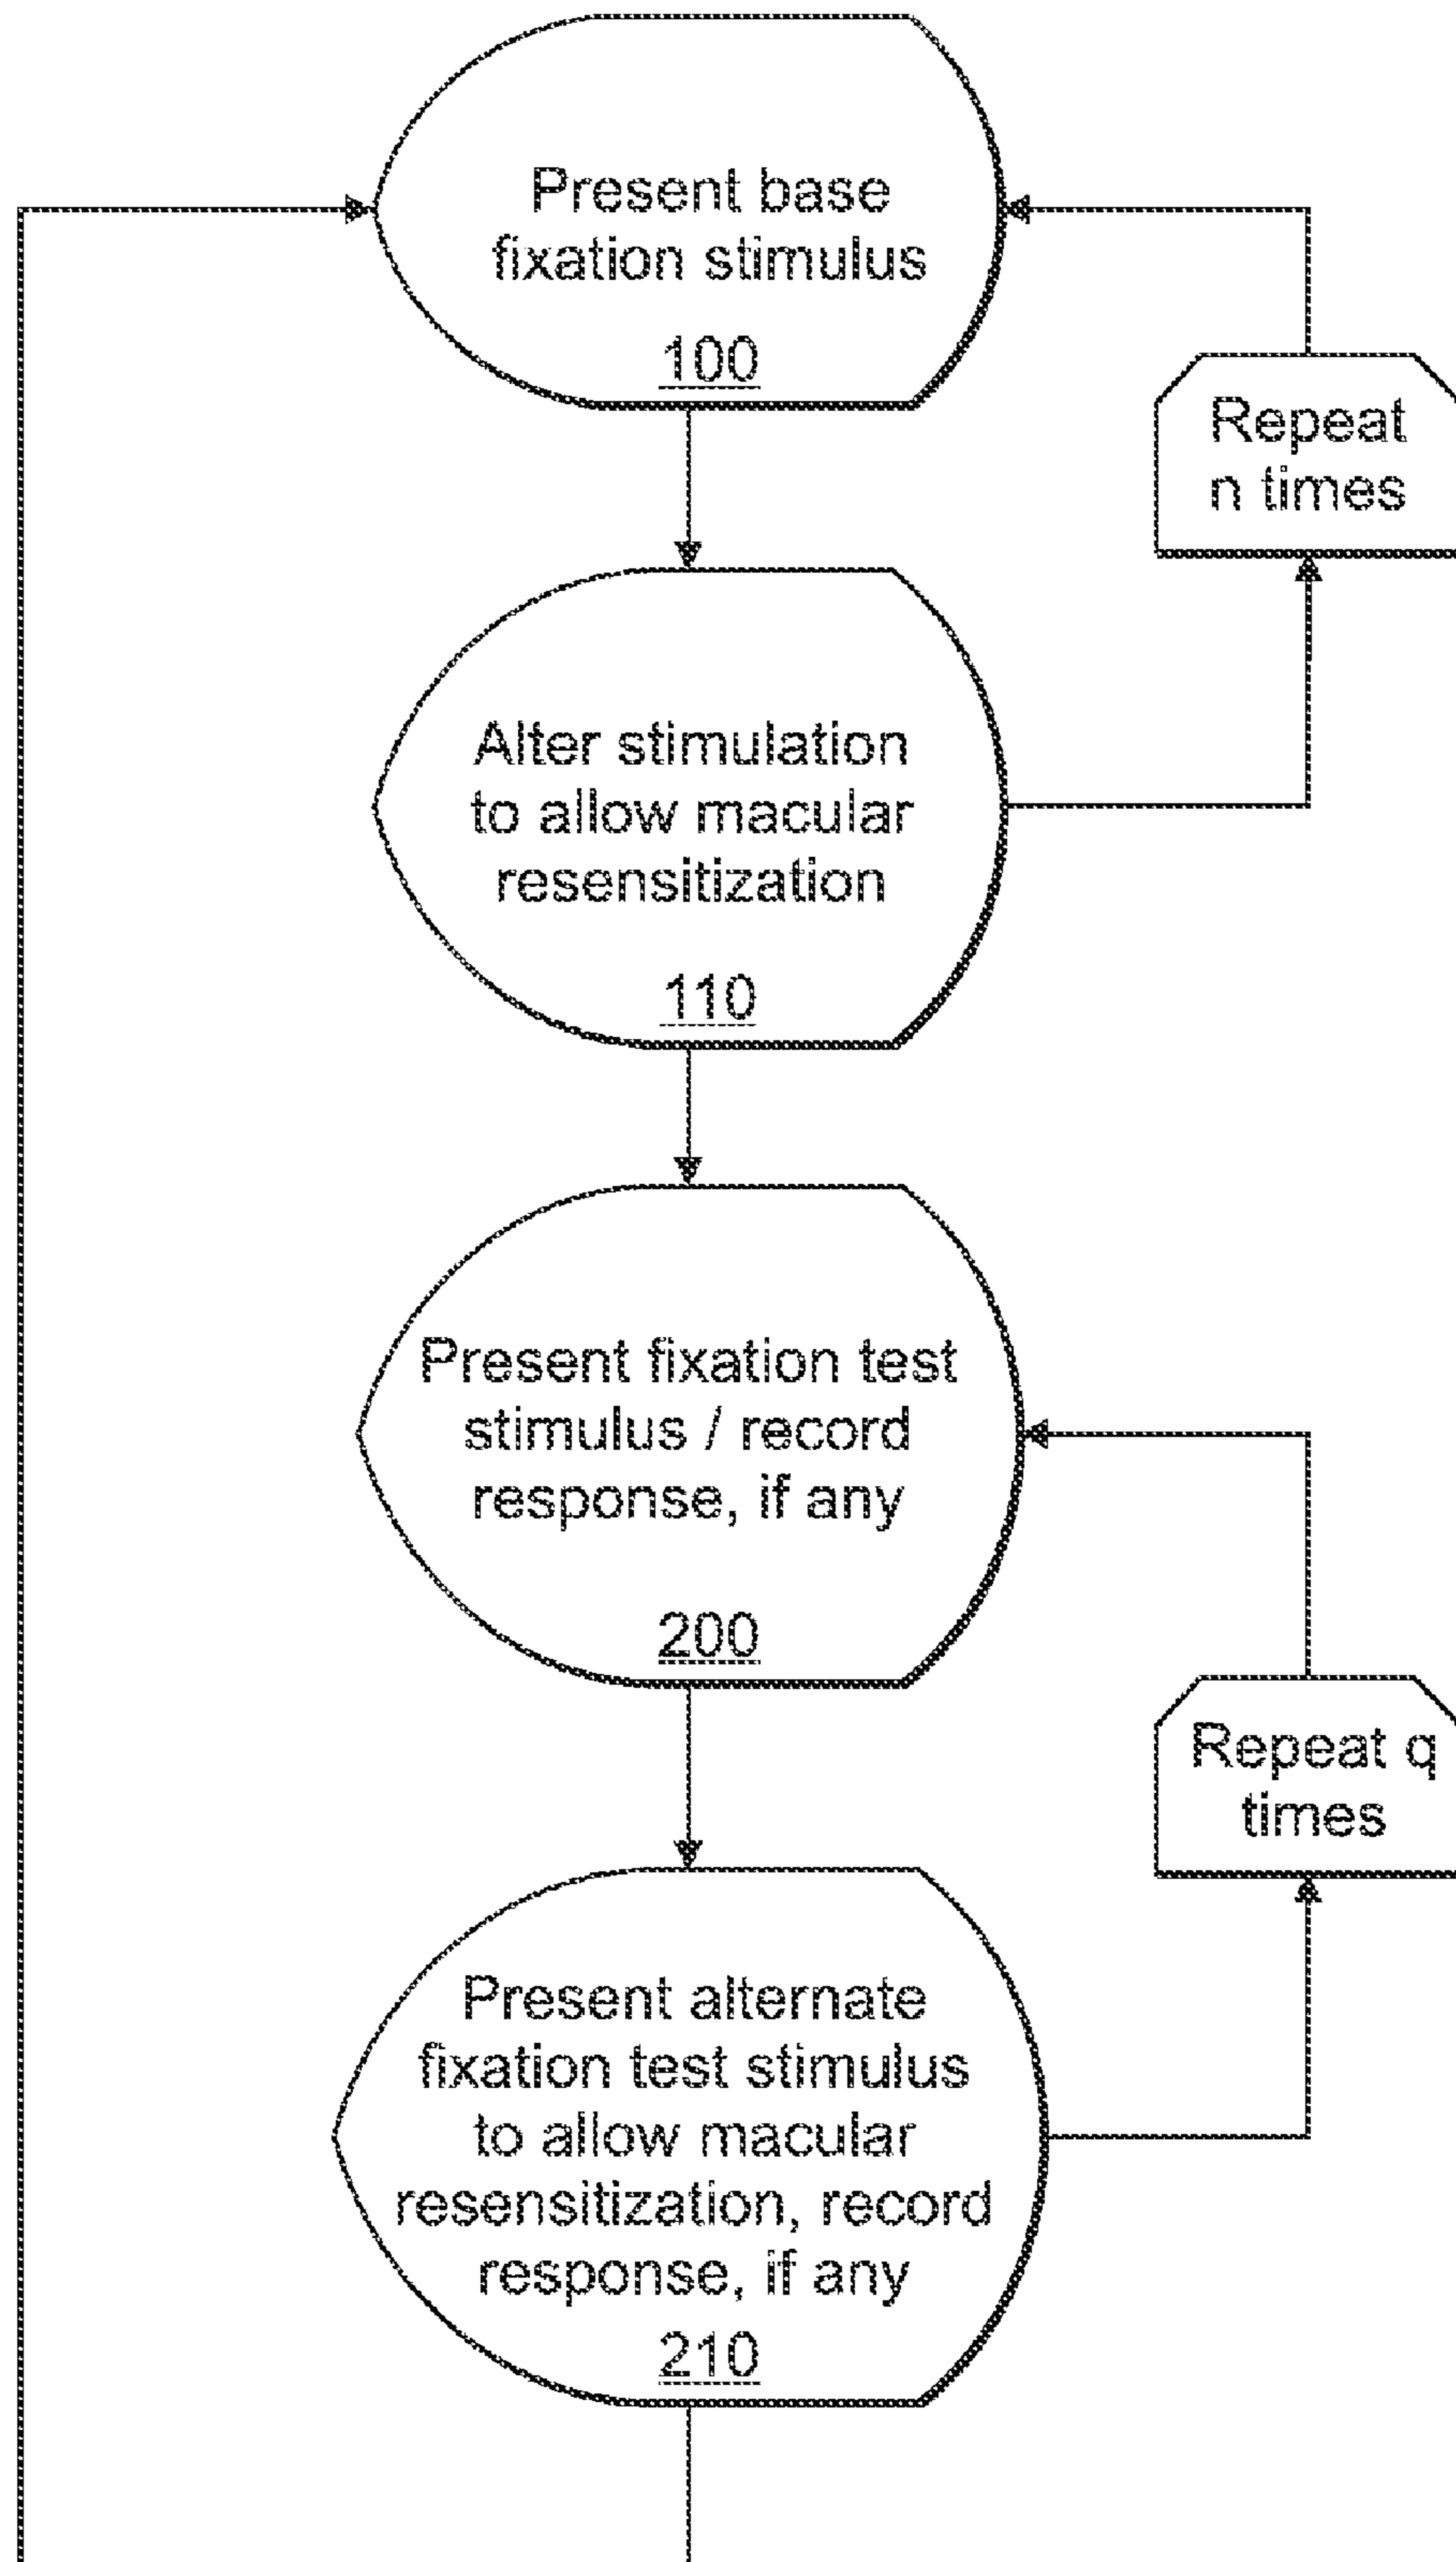 Present base
fixation stimulus
100
Repeat
n times
Alter stimulation
to allow macular
resensitization
110
Present fixation test
stimulus / record
response, if any
200
Repeat q
times
Present alternate
fixation test stimulus
to allow macular
resensitization, record
response, if any
210